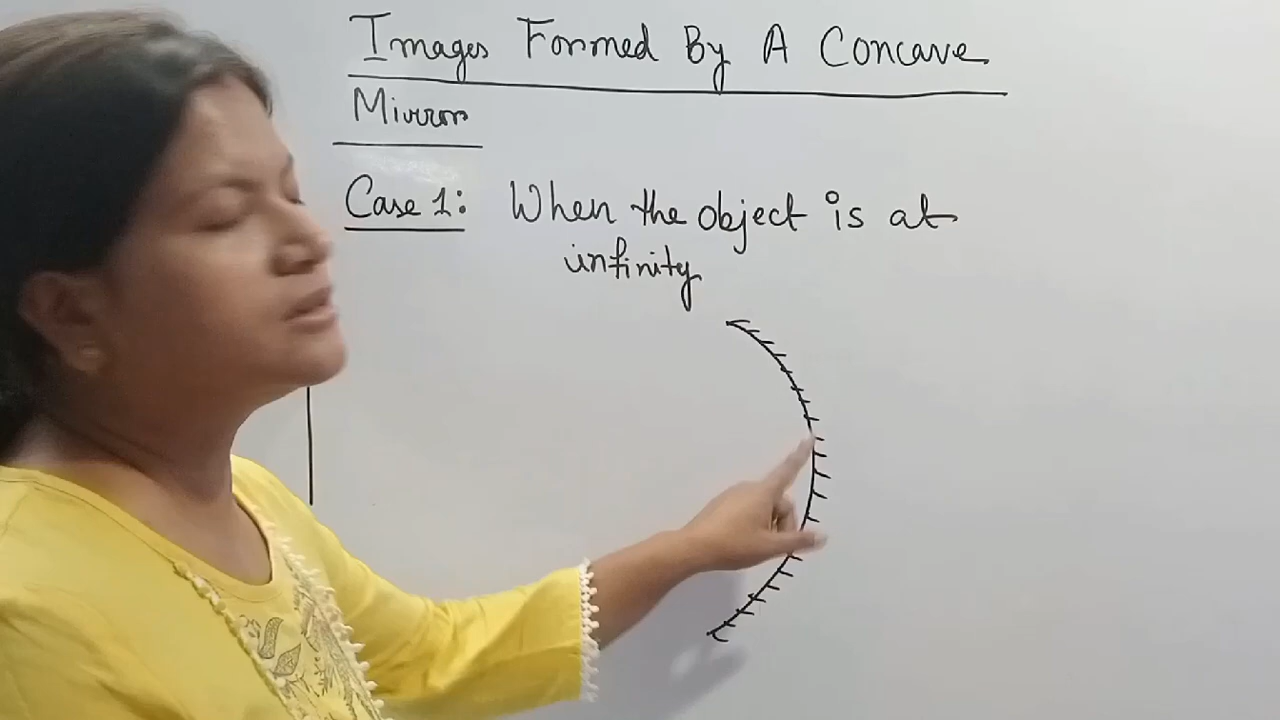 Images Formed By A Concave
Mirror
Case 1: When the object is at
infinity